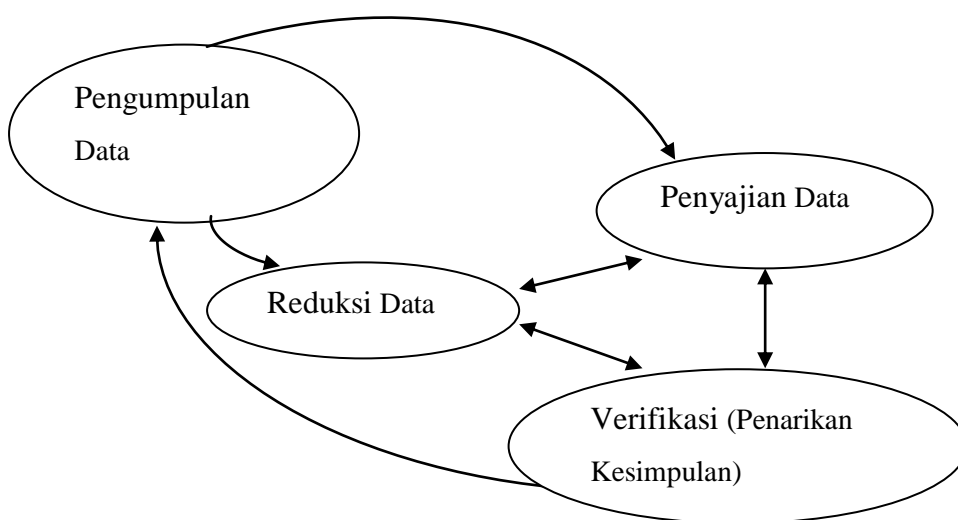 Pengumpulan
Data
Penyajian Data
Reduksi Data
Verifikasi (Penarikan
Kesimpulan)